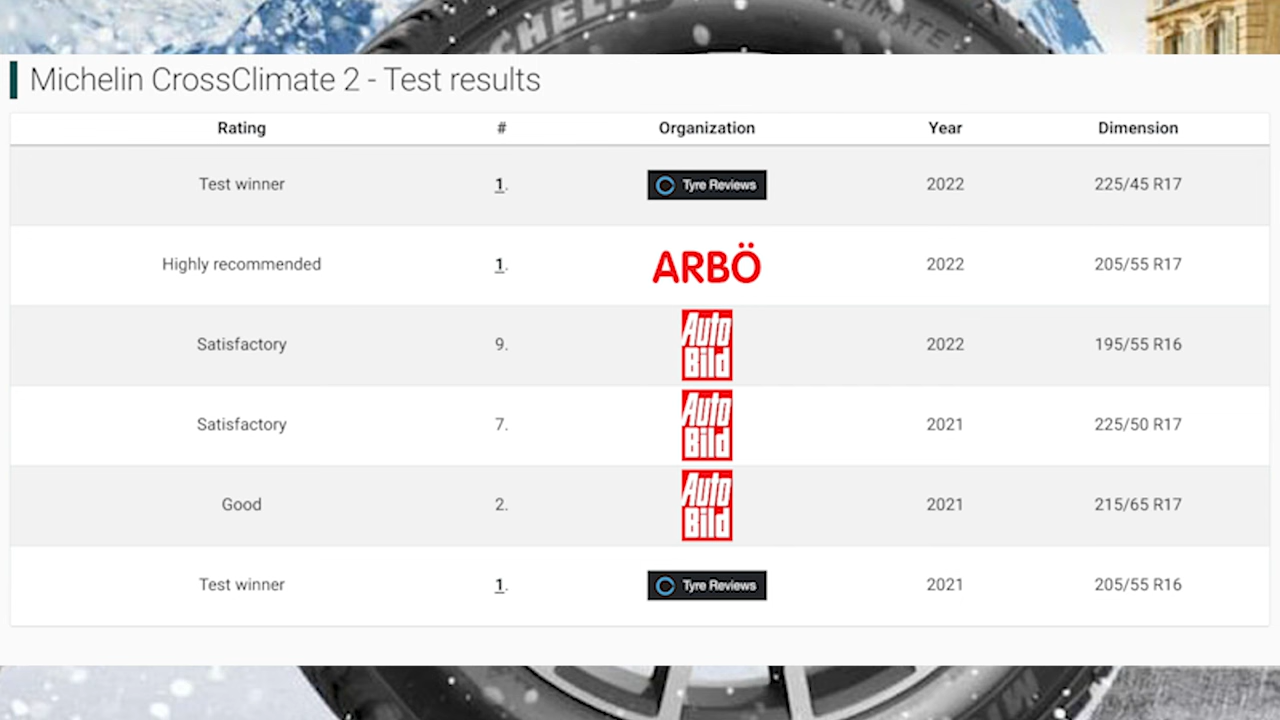 CHELIN
CLIMATE
Michelin CrossClimate 2 - Test results
Rating # Organization Year Dimension
Test winner 1. Tyre Reviews 2022 225/45 R17
Highly recommended 1. ARBÖ 2022 205/55 R17
Satisfactory 9. Auto Bild 2022 195/55 R16
Satisfactory 7. Auto Bild 2021 225/50 R17
Good 2. Auto Bild 2021 215/65 R17
Test winner 1. Tyre Reviews 2021 205/55 R16